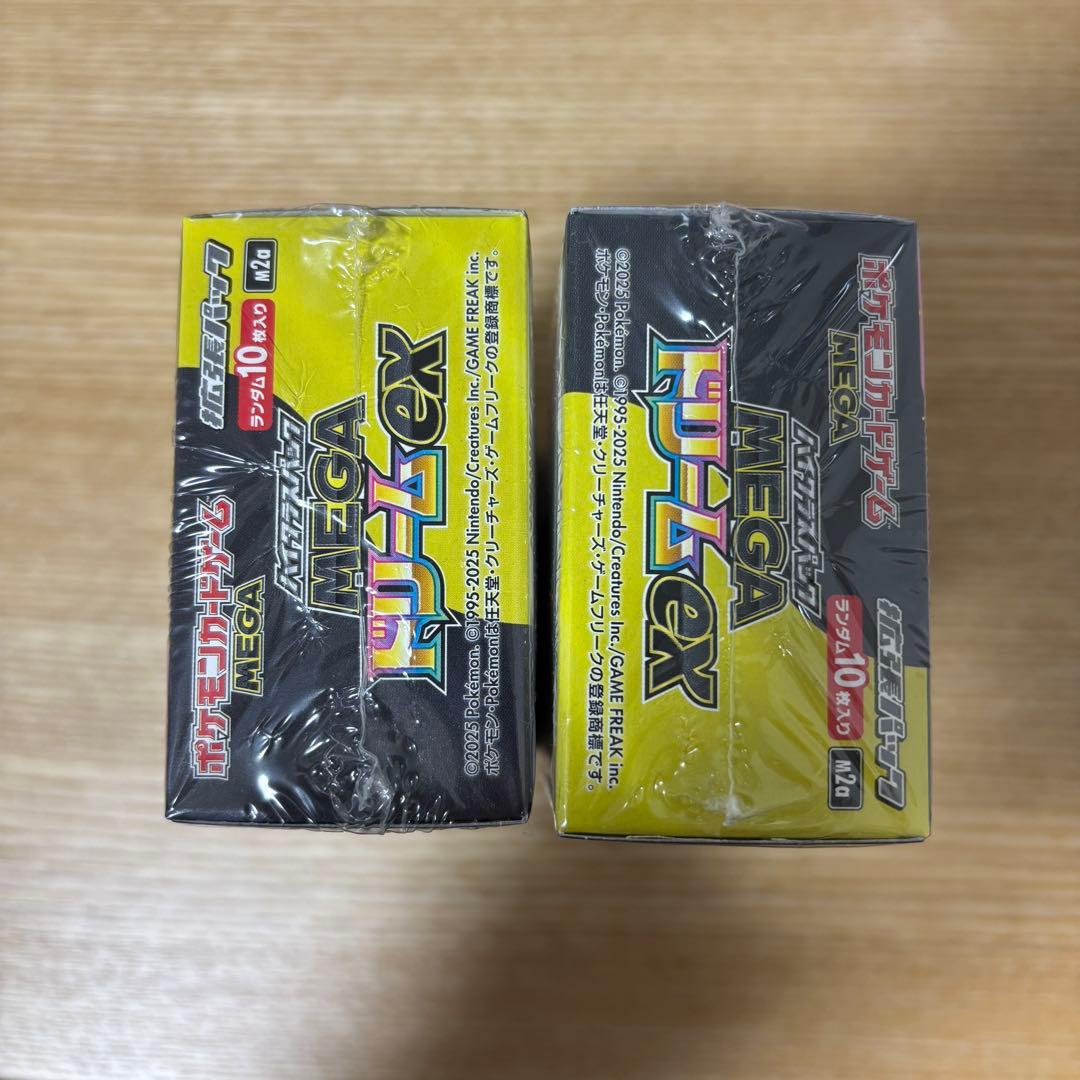 ポケモンカードゲーム
MEGA
拡張パック
ランダム10枚入り
M2a
ハイクラスパック
MEGA
ドリームex
©2025 Pokémon. ©1995-2025 Nintendo/Creatures Inc./GAME FREAK inc.
ポケモン・Pokémonは任天堂・クリーチャーズ・ゲームフリークの登録商標です。
ポケモンカードゲーム
MEGA
拡張パック
ランダム10枚入り
M2a
ハイクラスパック
MEGA
ドリームex
©2025 Pokémon. ©1995-2025 Nintendo/Creatures Inc./GAME FREAK inc.
ポケモン・Pokémonは任天堂・クリーチャーズ・ゲームフリークの登録商標です。